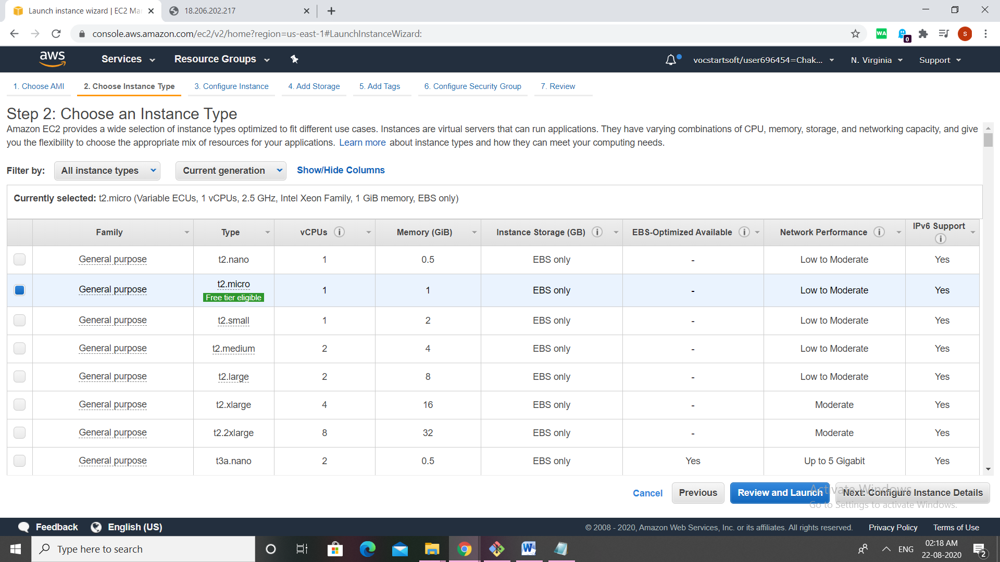 Launch instance wizard | EC2 Mar
18.206.202.217
console.aws.amazon.com/ec2/v2/home?region=us-east-1#LaunchInstanceWizard:
WA
0
S
aws
Services
Resource Groups
vocstartsoft/user696454=Chak...
N. Virginia
Support
1. Choose AMI
2. Choose Instance Type
3. Configure Instance
4. Add Storage
5. Add Tags
6. Configure Security Group
7. Review
Step 2: Choose an Instance Type
Amazon EC2 provides a wide selection of instance types optimized to fit different use cases. Instances are virtual servers that can run applications. They have varying combinations of CPU, memory, storage, and networking capacity, and give
you the flexibility to choose the appropriate mix of resources for your applications. Learn more about instance types and how they can meet your computing needs.
Filter by: All instance types Current generation Show/Hide Columns
Currently selected: t2.micro (Variable ECUs, 1 vCPUs, 2.5 GHz, Intel Xeon Family, 1 GiB memory, EBS only)
Family Type vCPUs i Memory (GiB) Instance Storage (GB) i EBS-Optimized Available i Network Performance i IPv6 Support i
General purpose t2.nano 1 0.5 EBS only - Low to Moderate Yes
General purpose t2.micro 1 1 EBS only - Low to Moderate Yes
Free tier eligible
General purpose t2.small 1 2 EBS only - Low to Moderate Yes
General purpose t2.medium 2 4 EBS only - Low to Moderate Yes
General purpose t2.large 2 8 EBS only - Low to Moderate Yes
General purpose t2.xlarge 4 16 EBS only - Moderate Yes
General purpose t2.2xlarge 8 32 EBS only - Moderate Yes
General purpose t3a.nano 2 0.5 EBS only Yes Up to 5 Gigabit Yes
Cancel Previous Review and Launch Next: Configure Instance Details
Activate Windows
Go to Settings to activate Windows.
Feedback English (US)
© 2008 - 2020, Amazon Web Services, Inc. or its affiliates. All rights reserved. Privacy Policy Terms of Use
Type here to search
W
ENG
02:18 AM
22-08-2020
2